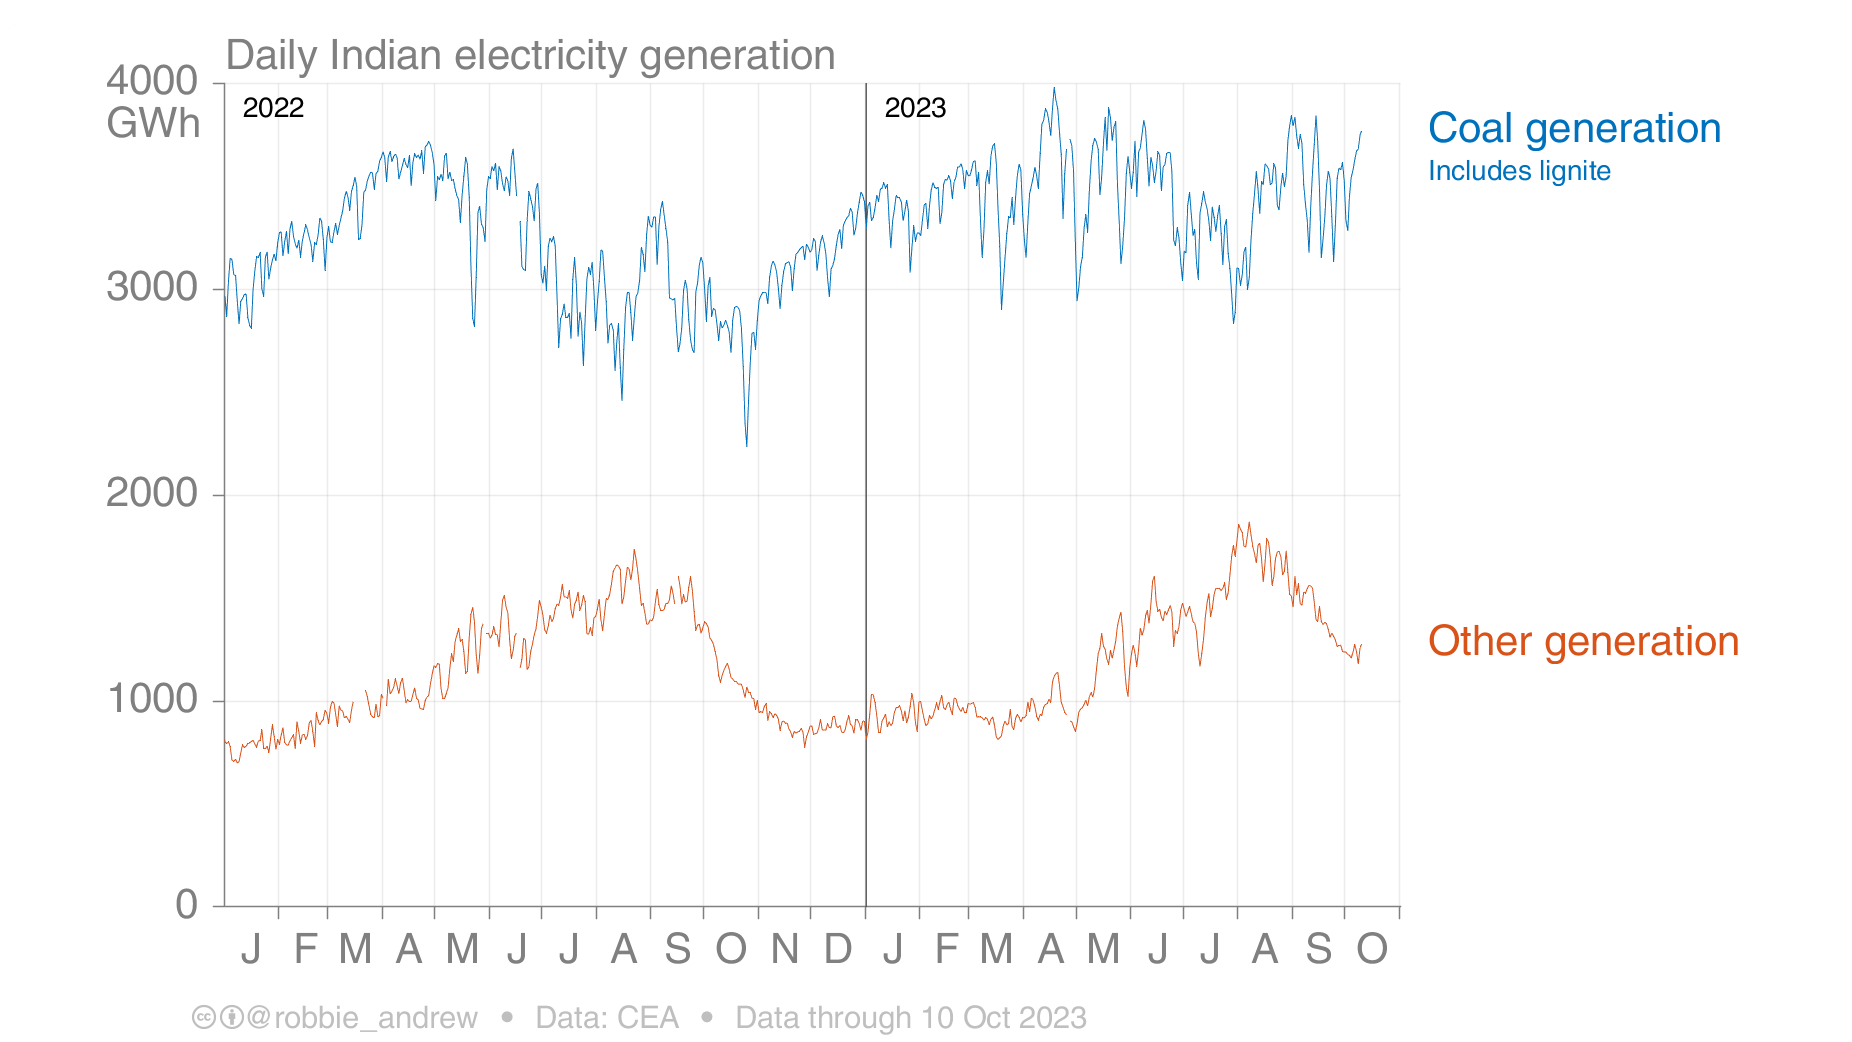 Daily Indian electricity generation
4000
GWh
2022
2023
Coal generation
Includes lignite
3000
2000
Other generation
1000
0
J F M A M J J A S O N D J F M A M J J A S O
@robbie_andrew • Data: CEA • Data through 10 Oct 2023